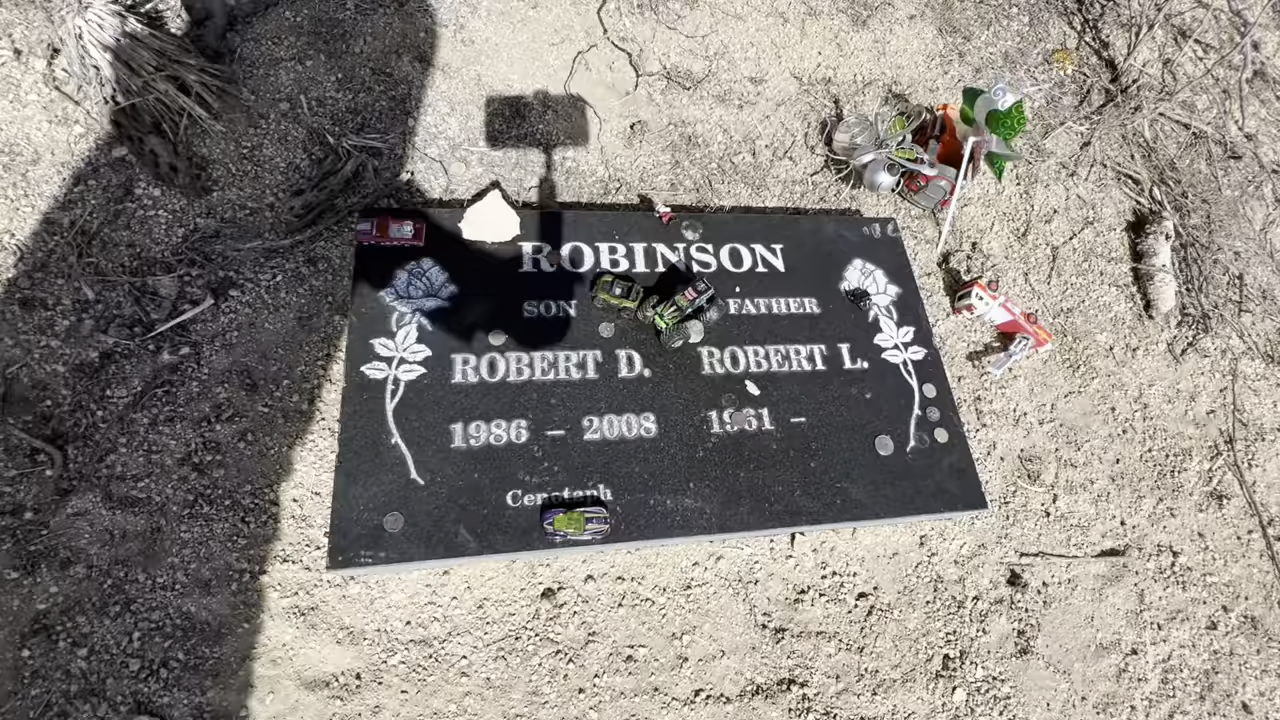 ROBINSON
SON FATHER
ROBERT D. ROBERT L.
1986 – 2008 1961 –
Cenotaph